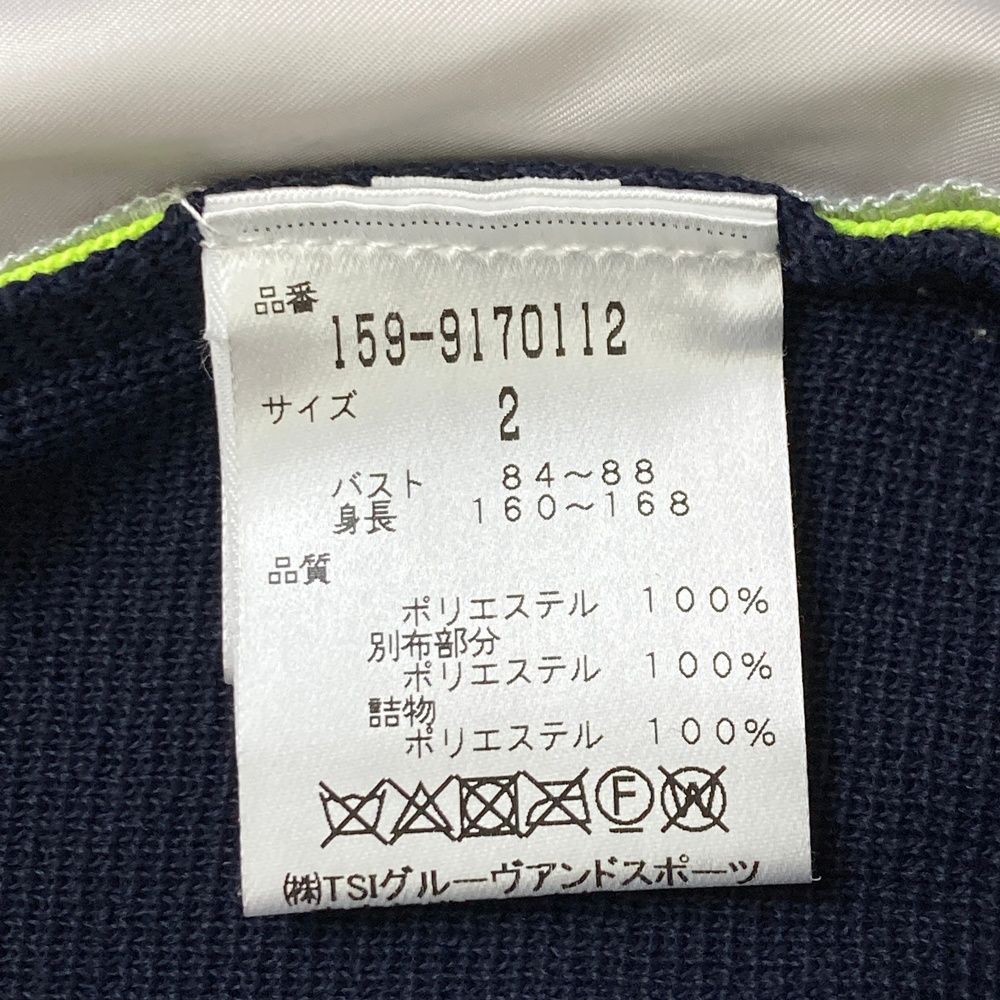 品番
159-9170112
サイズ 2
バスト 84～88
身長 160～168
品質
ポリエステル 100%
別布部分
ポリエステル 100%
詰物
ポリエステル 100%
F W
㈱TSIグルーヴアンドスポーツ